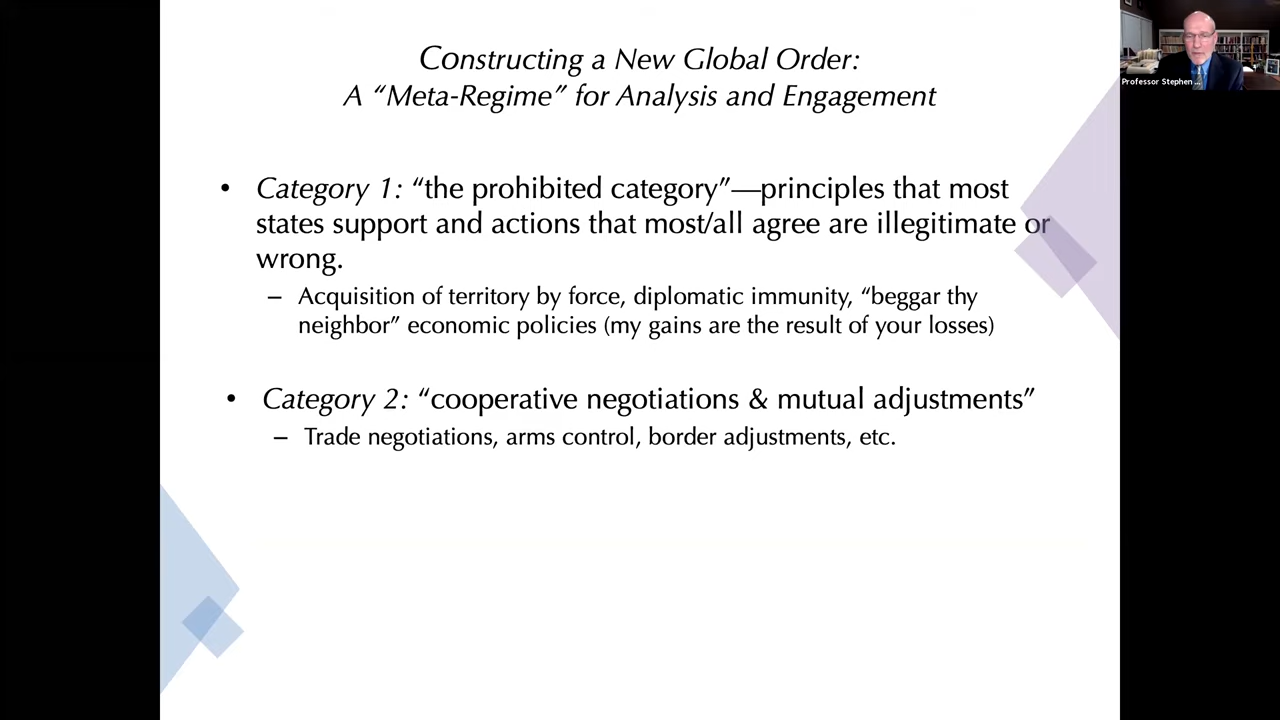 Constructing a New Global Order:
A “Meta-Regime” for Analysis and Engagement
• Category 1: “the prohibited category”—principles that most
states support and actions that most/all agree are illegitimate or
wrong.
– Acquisition of territory by force, diplomatic immunity, “beggar thy
neighbor” economic policies (my gains are the result of your losses)
• Category 2: “cooperative negotiations & mutual adjustments”
– Trade negotiations, arms control, border adjustments, etc.
Professor Stephen ...